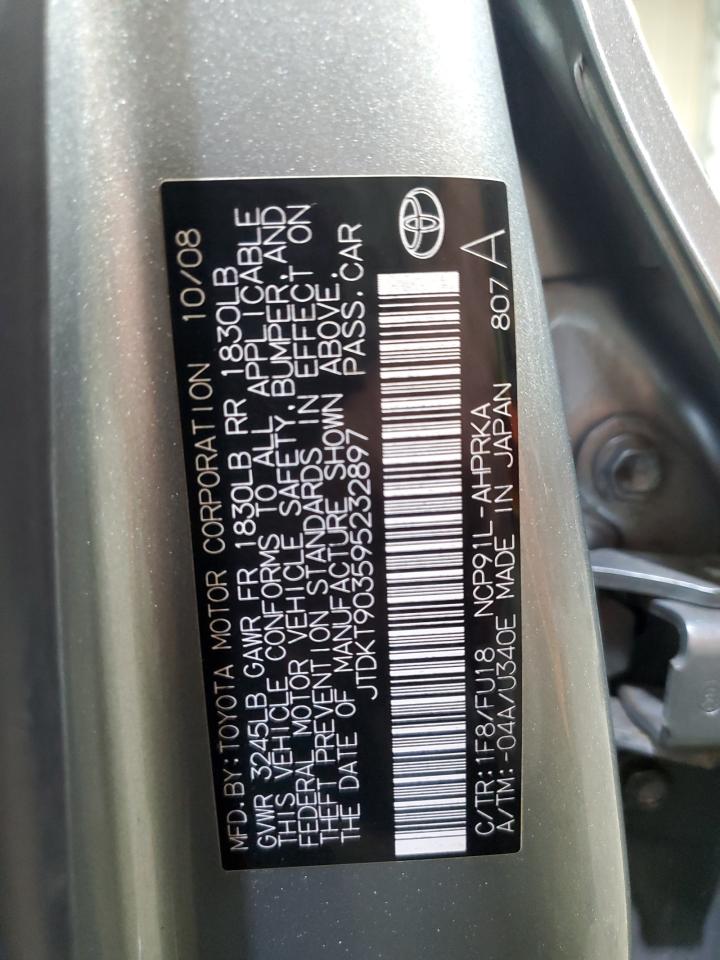 MFD.BY:TOYOTA MOTOR CORPORATION 10/08
GVWR 3245LB GAWR FR 1830LB RR 1830LB
THIS VEHICLE CONFORMS TO ALL APPLICABLE
FEDERAL MOTOR VEHICLE SAFETY,BUMPER,AND
THEFT PREVENTION STANDARDS IN EFFECT ON
THE DATE OF MANUFACTURE SHOWN ABOVE.
JTDKT903595232897 PASS.CAR
C/TR:1F8/FU18 NCP91L-AHPRKA
A/TM:-04A/U340E MADE IN JAPAN 807 A